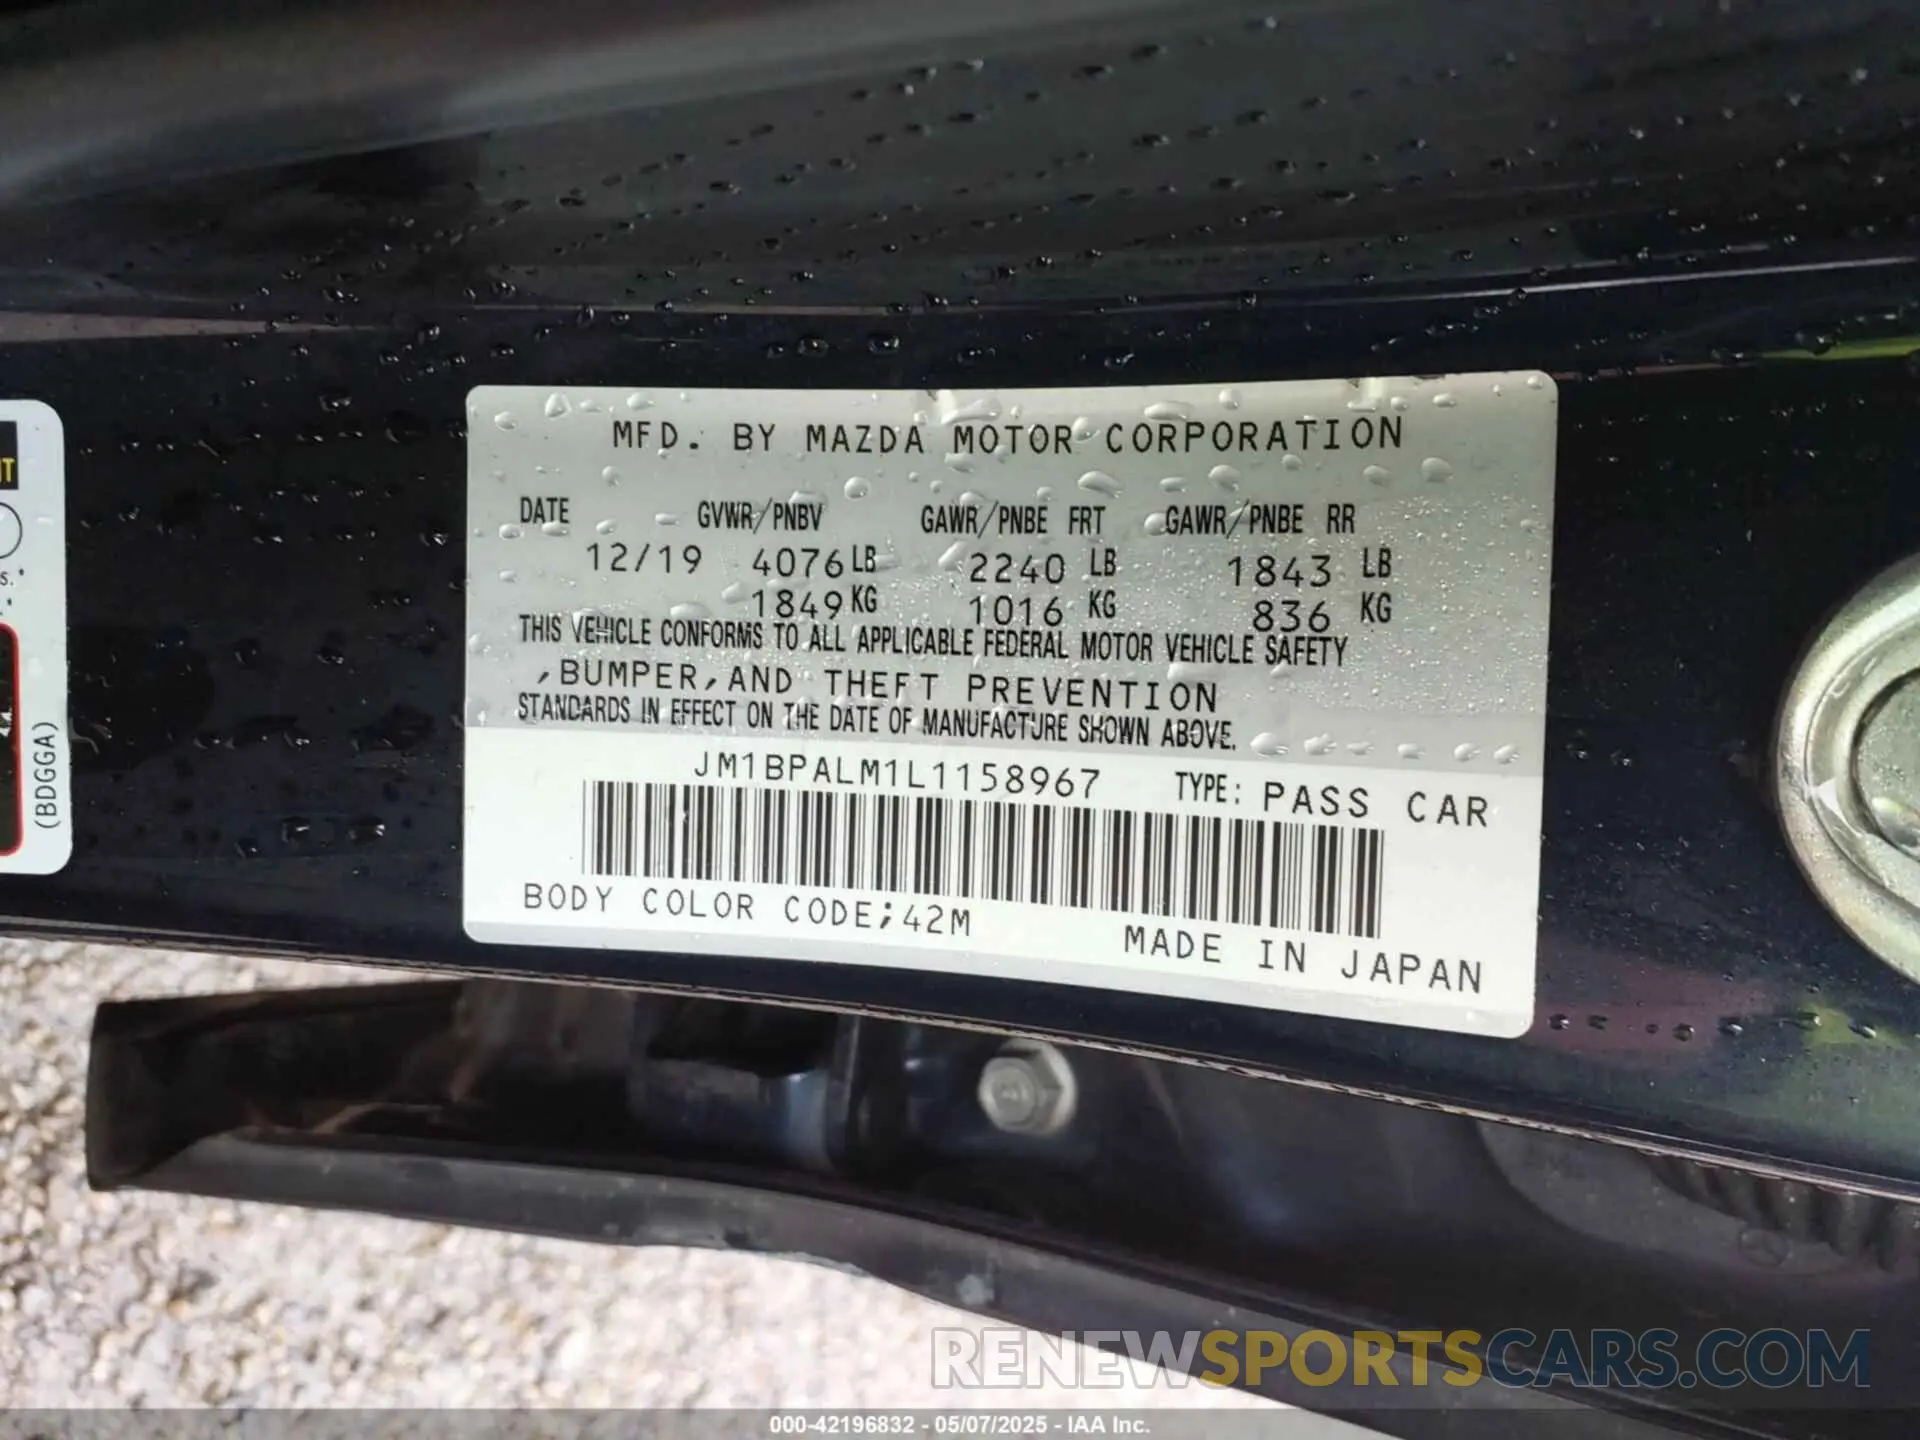 MFD. BY MAZDA MOTOR CORPORATION
DATE GVWR/PNBV GAWR/PNBE FRT GAWR/PNBE RR
12/19 4076 LB 2240 LB 1843 LB
1849 KG 1016 KG 836 KG
THIS VEHICLE CONFORMS TO ALL APPLICABLE FEDERAL MOTOR VEHICLE SAFETY
,BUMPER,AND THEFT PREVENTION
STANDARDS IN EFFECT ON THE DATE OF MANUFACTURE SHOWN ABOVE.
JM1BPALM1L1158967 TYPE: PASS CAR
BODY COLOR CODE;42M
MADE IN JAPAN
(BDGGA)
RENEWSPORTSCARS.COM
000-42196832 - 05/07/2025 - IAA Inc.